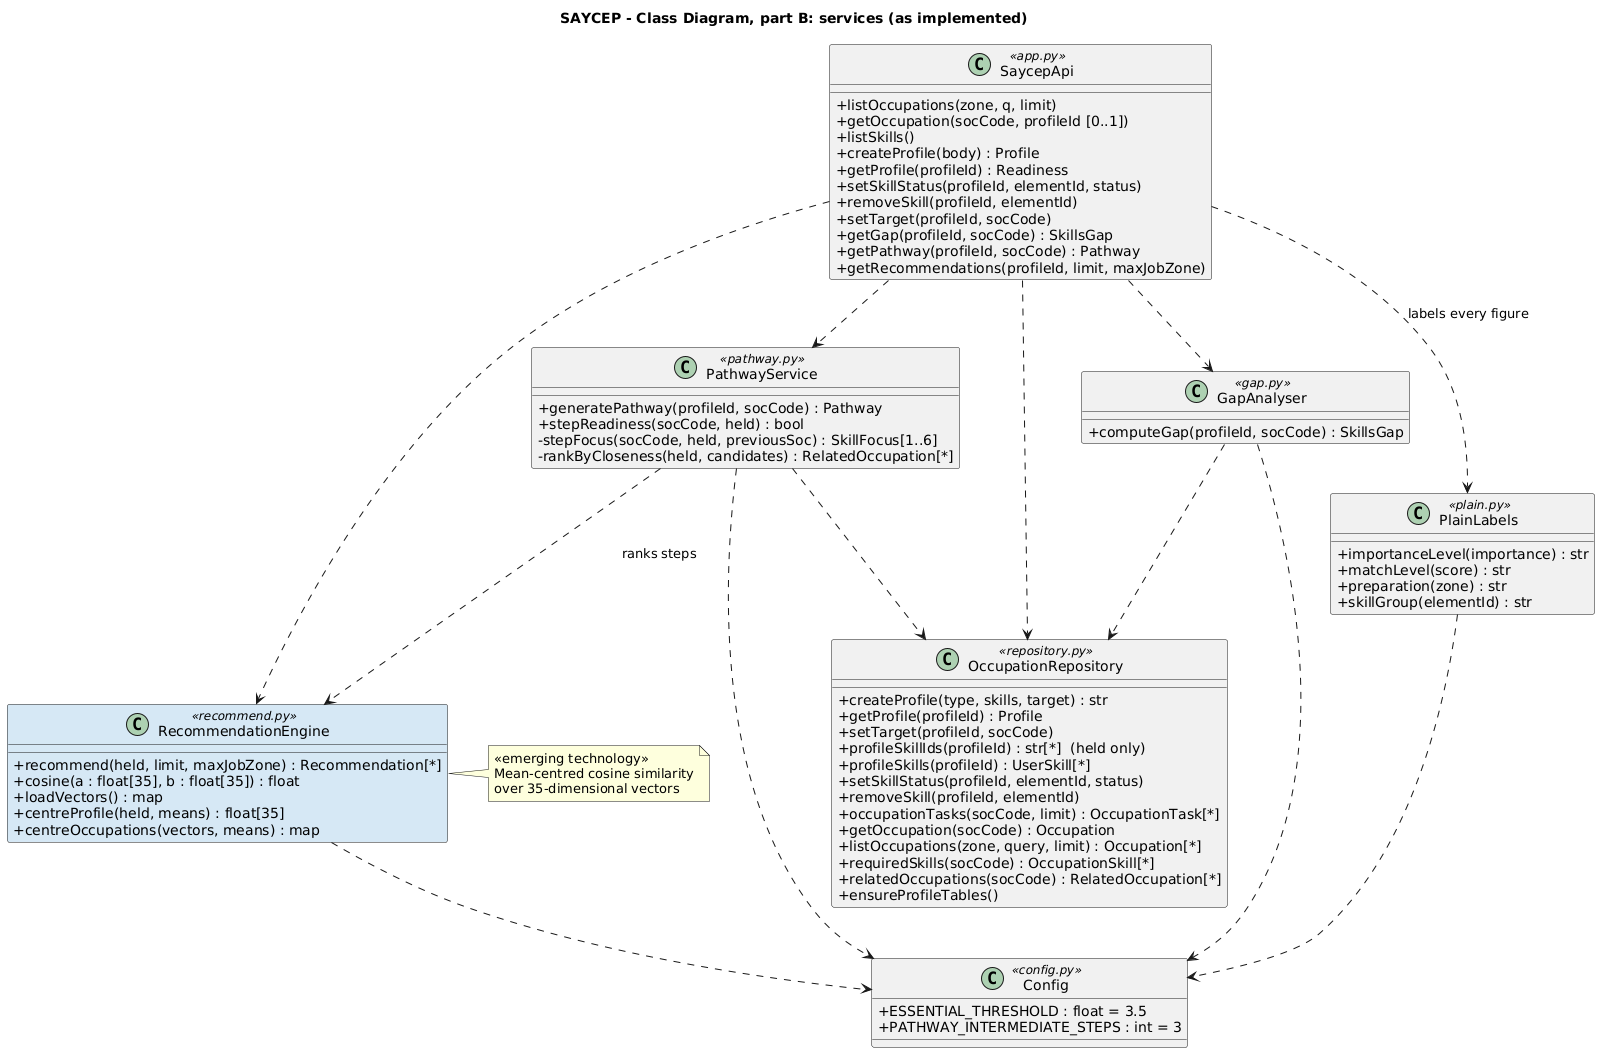 SAYCEP - Class Diagram, part B: services (as implemented)
«app.py»
C
SaycepApi
+listOccupations(zone, q, limit)
+getOccupation(socCode, profileId [0..1])
+listSkills()
+createProfile(body) : Profile
+getProfile(profileId) : Readiness
+setSkillStatus(profileId, elementId, status)
+removeSkill(profileId, elementId)
+setTarget(profileId, socCode)
+getGap(profileId, socCode) : SkillsGap
+getPathway(profileId, socCode) : Pathway
+getRecommendations(profileId, limit, maxJobZone)
labels every figure
«pathway.py»
C
PathwayService
+generatePathway(profileId, socCode) : Pathway
+stepReadiness(socCode, held) : bool
-stepFocus(socCode, held, previousSoc) : SkillFocus[1..6]
-rankByCloseness(held, candidates) : RelatedOccupation[*]
«gap.py»
C
GapAnalyser
+computeGap(profileId, socCode) : SkillsGap
«plain.py»
C
PlainLabels
+importanceLevel(importance) : str
+matchLevel(score) : str
+preparation(zone) : str
+skillGroup(elementId) : str
ranks steps
«repository.py»
C
OccupationRepository
+createProfile(type, skills, target) : str
+getProfile(profileId) : Profile
+setTarget(profileId, socCode)
+profileSkillIds(profileId) : str[*]  (held only)
+profileSkills(profileId) : UserSkill[*]
+setSkillStatus(profileId, elementId, status)
+removeSkill(profileId, elementId)
+occupationTasks(socCode, limit) : OccupationTask[*]
+getOccupation(socCode) : Occupation
+listOccupations(zone, query, limit) : Occupation[*]
+requiredSkills(socCode) : OccupationSkill[*]
+relatedOccupations(socCode) : RelatedOccupation[*]
+ensureProfileTables()
«recommend.py»
C
RecommendationEngine
+recommend(held, limit, maxJobZone) : Recommendation[*]
+cosine(a : float[35], b : float[35]) : float
+loadVectors() : map
+centreProfile(held, means) : float[35]
+centreOccupations(vectors, means) : map
«emerging technology»
Mean-centred cosine similarity
over 35-dimensional vectors
«config.py»
C
Config
+ESSENTIAL_THRESHOLD : float = 3.5
+PATHWAY_INTERMEDIATE_STEPS : int = 3